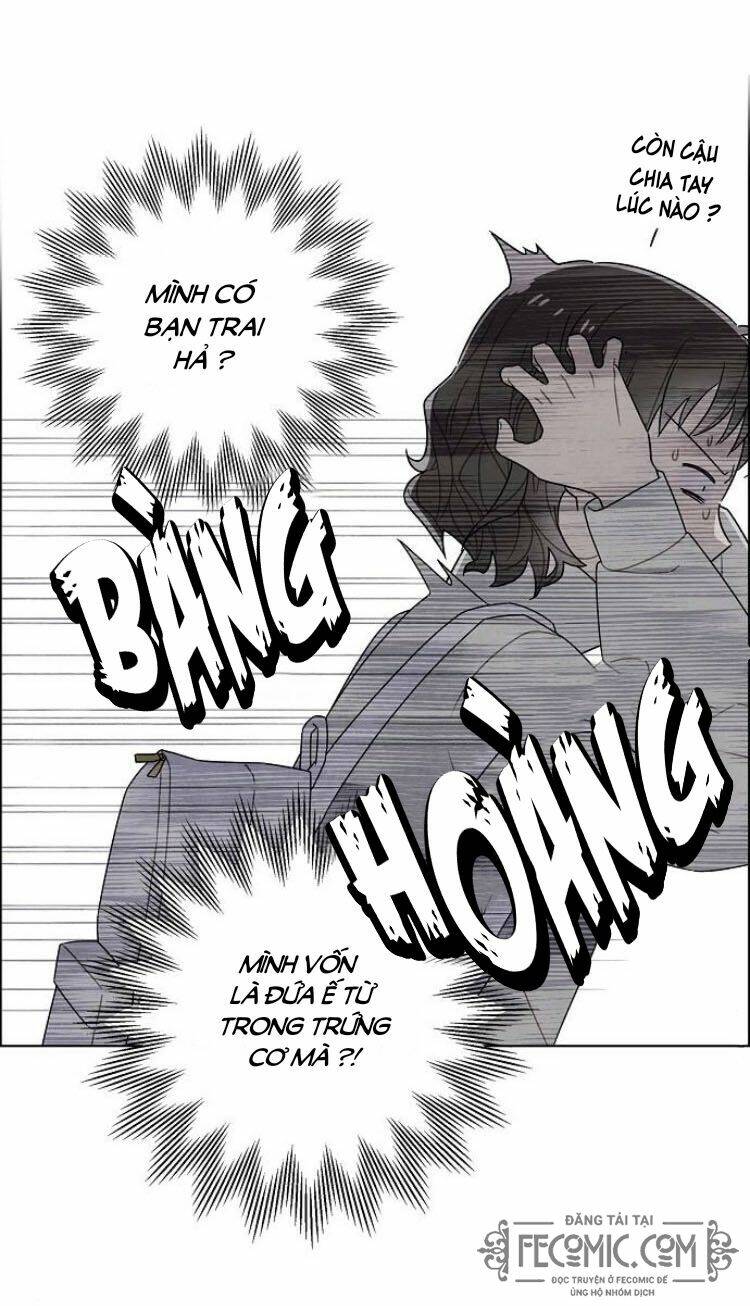 CÒN CẬU
CHIA TAY
LÚC NÀO ?
MÌNH CÓ
BẠN TRAI
HẢ ?
BÀNG
HOÀNG
MÌNH VỐN
LÀ ĐỨA Ế TỪ
TRONG TRỨNG
CƠ MÀ ?!
ĐĂNG TẢI TẠI
FECOMIC.COM
ĐỌC TRUYỆN Ở FECOMIC ĐỂ
ỦNG HỘ NHÓM DỊCH